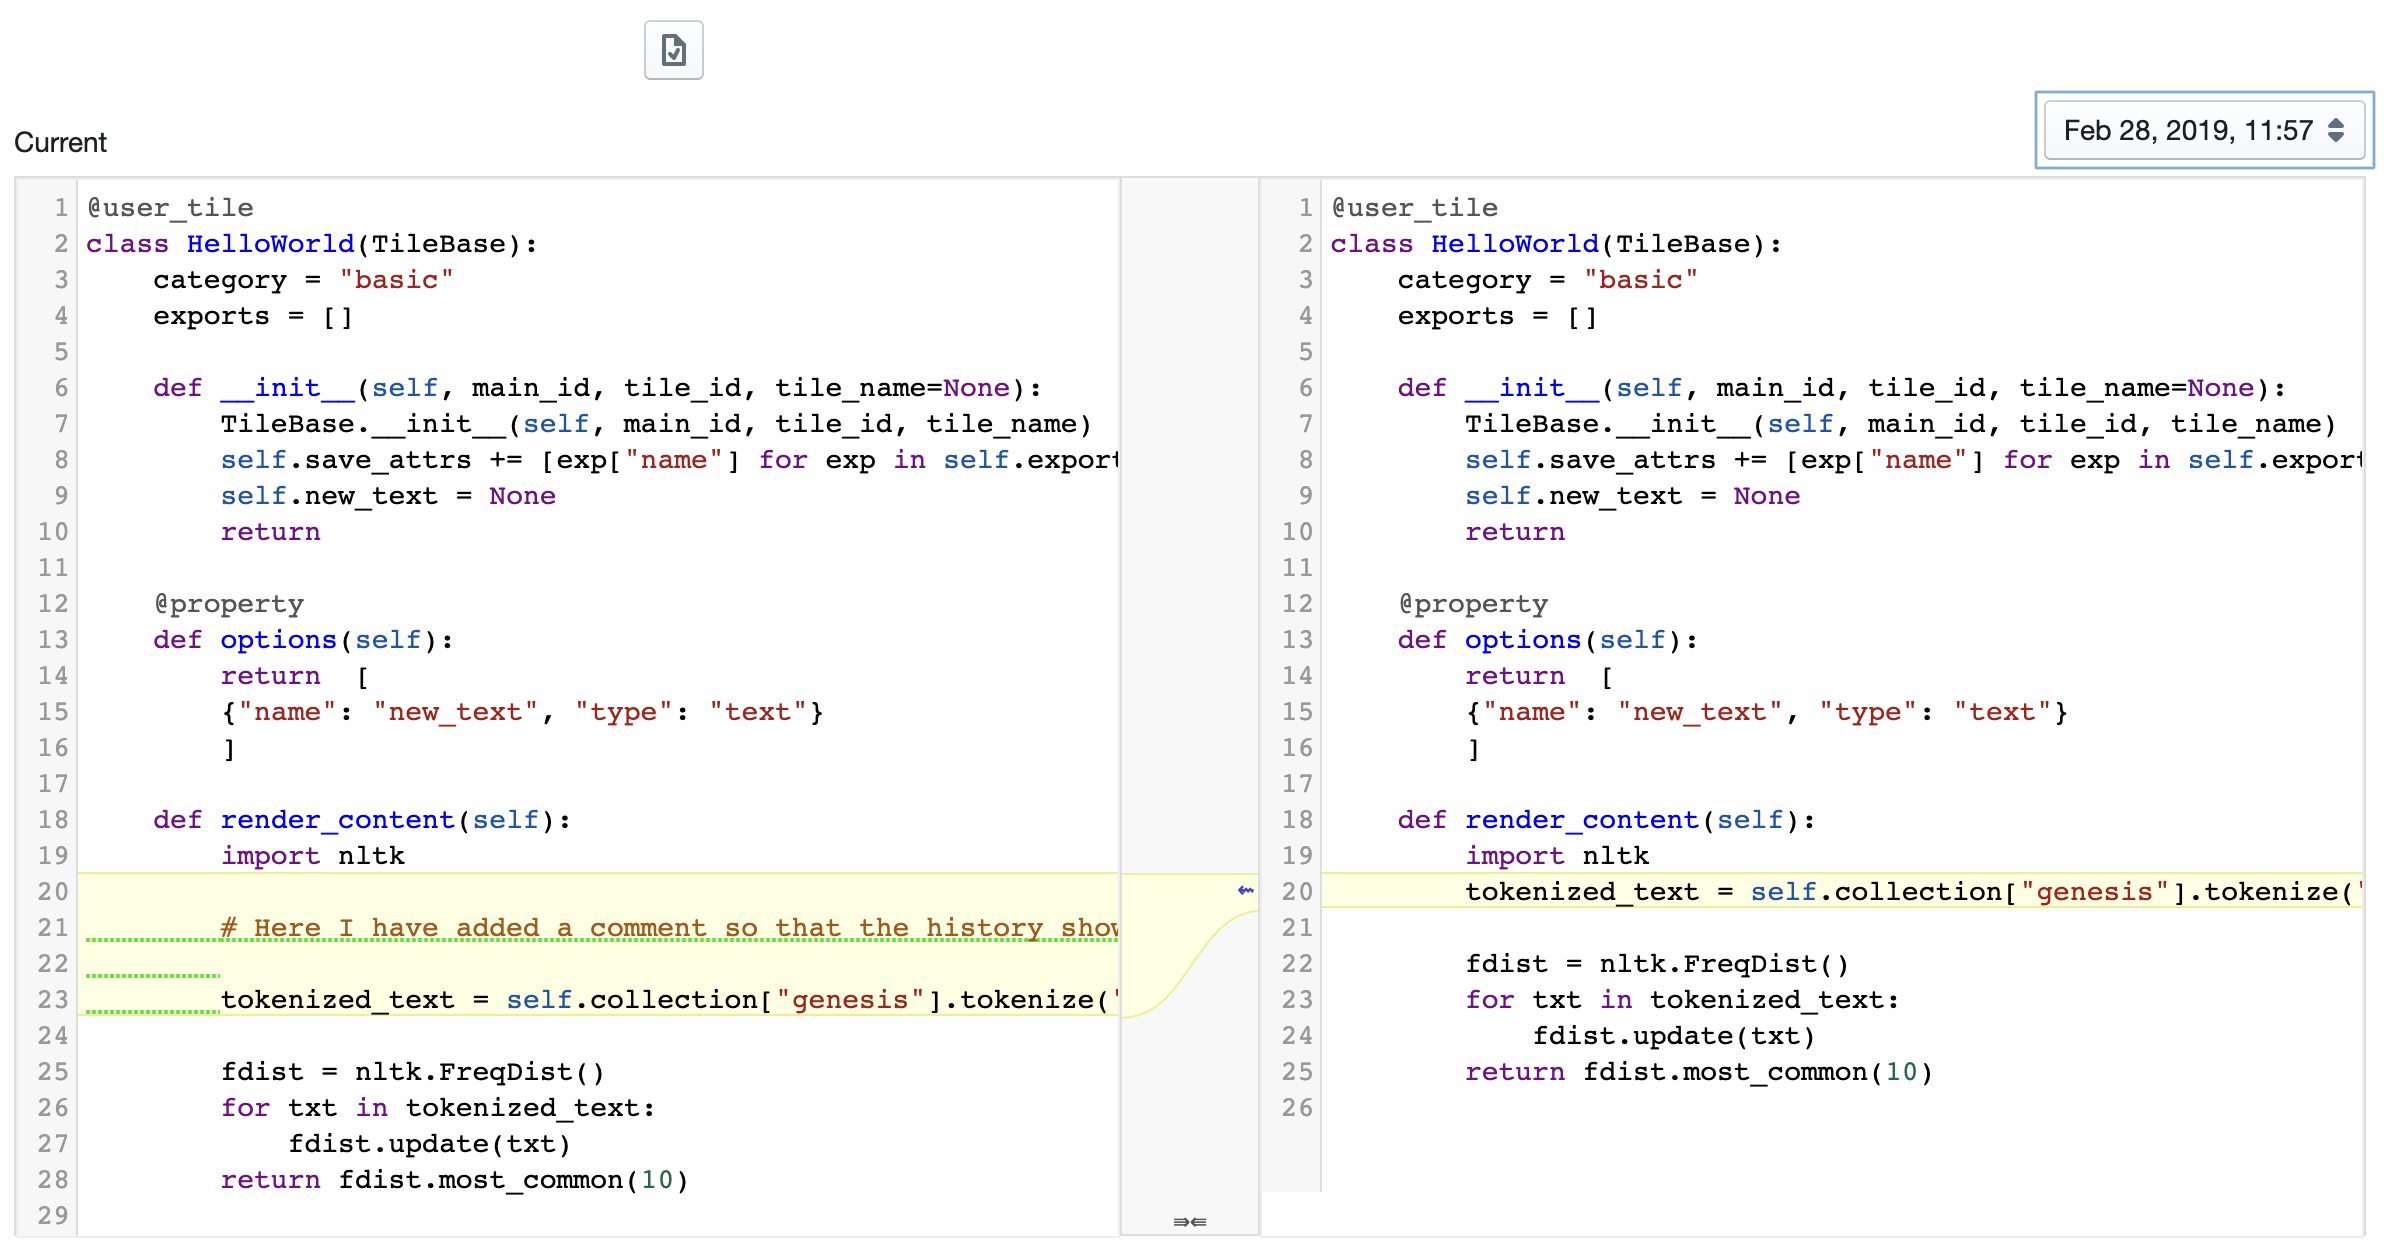 Current
Feb 28, 2019, 11:57
1 @user_tile
2 class HelloWorld(TileBase):
3     category = "basic"
4     exports = []
5
6     def __init__(self, main_id, tile_id, tile_name=None):
7         TileBase.__init__(self, main_id, tile_id, tile_name)
8         self.save_attrs += [exp["name"] for exp in self.export
9         self.new_text = None
10         return
11
12     @property
13     def options(self):
14         return  [
15         {"name": "new_text", "type": "text"}
16         ]
17
18     def render_content(self):
19         import nltk
20
21         # Here I have added a comment so that the history show
22
23         tokenized_text = self.collection["genesis"].tokenize('
24
25         fdist = nltk.FreqDist()
26         for txt in tokenized_text:
27             fdist.update(txt)
28         return fdist.most_common(10)
29
1 @user_tile
2 class HelloWorld(TileBase):
3     category = "basic"
4     exports = []
5
6     def __init__(self, main_id, tile_id, tile_name=None):
7         TileBase.__init__(self, main_id, tile_id, tile_name)
8         self.save_attrs += [exp["name"] for exp in self.export
9         self.new_text = None
10         return
11
12     @property
13     def options(self):
14         return  [
15         {"name": "new_text", "type": "text"}
16         ]
17
18     def render_content(self):
19         import nltk
20         tokenized_text = self.collection["genesis"].tokenize('
21
22         fdist = nltk.FreqDist()
23         for txt in tokenized_text:
24             fdist.update(txt)
25         return fdist.most_common(10)
26